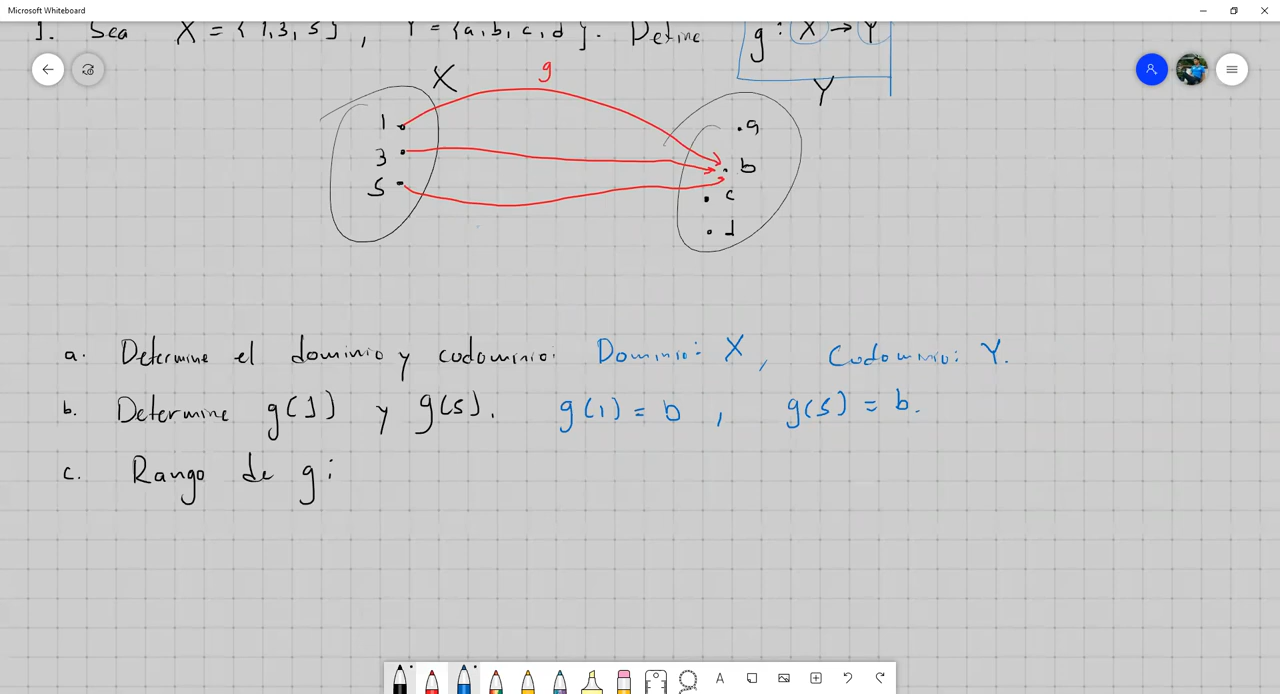 Microsoft Whiteboard
1. Sea X = { 1, 3, 5 } , Y = {a, b, c, d }. Define g : X → Y
X g Y
1 a
3 b
5 c
d
a. Determine el dominio y codominio: Dominio: X , Codominio: Y.
b. Determine g(1) y g(5). g(1) = b , g(5) = b.
c. Rango de g :
A